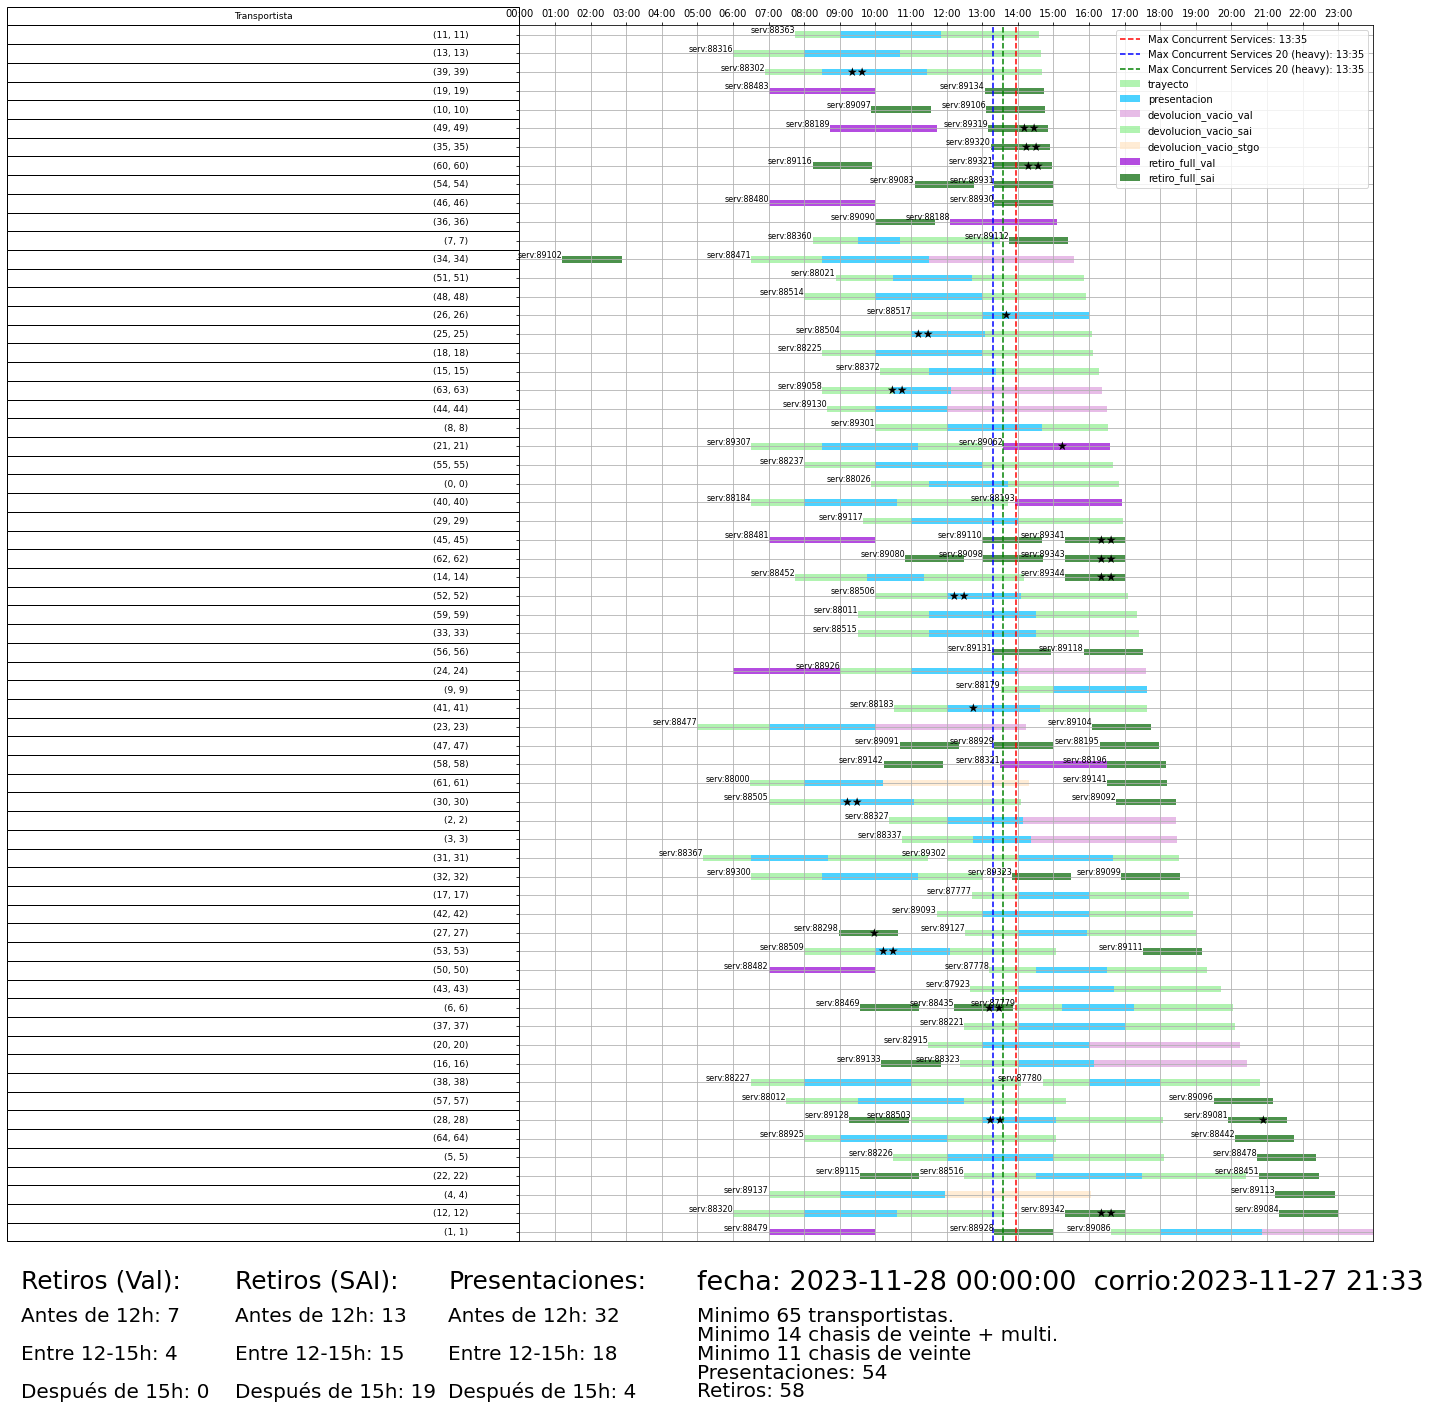 Transportista
00:00 01:00 02:00 03:00 04:00 05:00 06:00 07:00 08:00 09:00 10:00 11:00 12:00 13:00 14:00 15:00 16:00 17:00 18:00 19:00 20:00 21:00 22:00 23:00
Max Concurrent Services: 13:35
Max Concurrent Services 20 (heavy): 13:35
Max Concurrent Services 20 (heavy): 13:35
trayecto
presentacion
devolucion_vacio_val
devolucion_vacio_sai
devolucion_vacio_stgo
retiro_full_val
retiro_full_sai
(11, 11) serv:88363
(13, 13) serv:88316
(39, 39) serv:88302
(19, 19) serv:88483 serv:89134
(10, 10) serv:89097 serv:89106
(49, 49) serv:88189 serv:89319
(35, 35) serv:89320
(60, 60) serv:89116 serv:89321
(54, 54) serv:89083 serv:88931
(46, 46) serv:88480 serv:88930
(36, 36) serv:89090 serv:88188
(7, 7) serv:88360 serv:89112
(34, 34) serv:89102 serv:88471
(51, 51) serv:88021
(48, 48) serv:88514
(26, 26) serv:88517
(25, 25) serv:88504
(18, 18) serv:88225
(15, 15) serv:88372
(63, 63) serv:89058
(44, 44) serv:89130
(8, 8) serv:89301
(21, 21) serv:89307 serv:89062
(55, 55) serv:88237
(0, 0) serv:88026
(40, 40) serv:88184 serv:88193
(29, 29) serv:89117
(45, 45) serv:88481 serv:89110 serv:89341
(62, 62) serv:89080 serv:89098 serv:89343
(14, 14) serv:88452 serv:89344
(52, 52) serv:88506
(59, 59) serv:88011
(33, 33) serv:88515
(56, 56) serv:89131 serv:89118
(24, 24) serv:88926
(9, 9) serv:88179
(41, 41) serv:88183
(23, 23) serv:88477 serv:89104
(47, 47) serv:89091 serv:88929 serv:88195
(58, 58) serv:89142 serv:88321 serv:88196
(61, 61) serv:88000 serv:89141
(30, 30) serv:88505 serv:89092
(2, 2) serv:88327
(3, 3) serv:88337
(31, 31) serv:88367 serv:89302
(32, 32) serv:89300 serv:89323 serv:89099
(17, 17) serv:87777
(42, 42) serv:89093
(27, 27) serv:88298 serv:89127
(53, 53) serv:88509 serv:89111
(50, 50) serv:88482 serv:87778
(43, 43) serv:87923
(6, 6) serv:88469 serv:88435 serv:87779
(37, 37) serv:88221
(20, 20) serv:82915
(16, 16) serv:89133 serv:88323
(38, 38) serv:88227 serv:87780
(57, 57) serv:88012 serv:89096
(28, 28) serv:89128 serv:88503 serv:89081
(64, 64) serv:88925 serv:88442
(5, 5) serv:88226 serv:88478
(22, 22) serv:89115 serv:88516 serv:88451
(4, 4) serv:89137 serv:89113
(12, 12) serv:88320 serv:89342 serv:89084
(1, 1) serv:88479 serv:88928 serv:89086
Retiros (Val):
Antes de 12h: 7
Entre 12-15h: 4
Después de 15h: 0
Retiros (SAI):
Antes de 12h: 13
Entre 12-15h: 15
Después de 15h: 19
Presentaciones:
Antes de 12h: 32
Entre 12-15h: 18
Después de 15h: 4
fecha: 2023-11-28 00:00:00 corrio:2023-11-27 21:33
Minimo 65 transportistas.
Minimo 14 chasis de veinte + multi.
Minimo 11 chasis de veinte
Presentaciones: 54
Retiros: 58